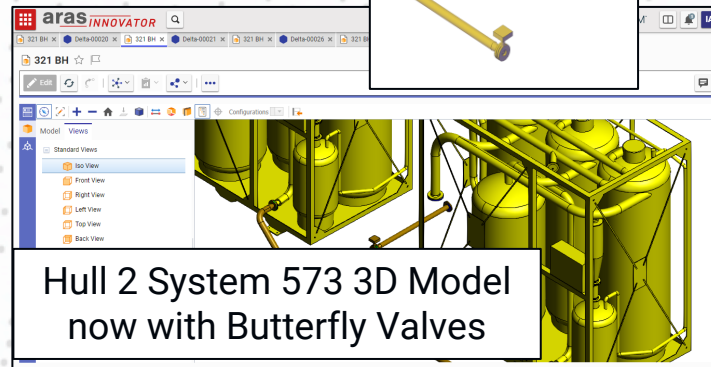 aras INNOVATOR
IA
321 BH × Delta-00020 × 321 BH × Delta-00021 × 321 BH × Delta-00026 × 321 B
321 BH
Edit
Configurations
Model Views
Standard Views
Iso View
Front View
Right View
Left View
Top View
Back View
Hull 2 System 573 3D Model
now with Butterfly Valves